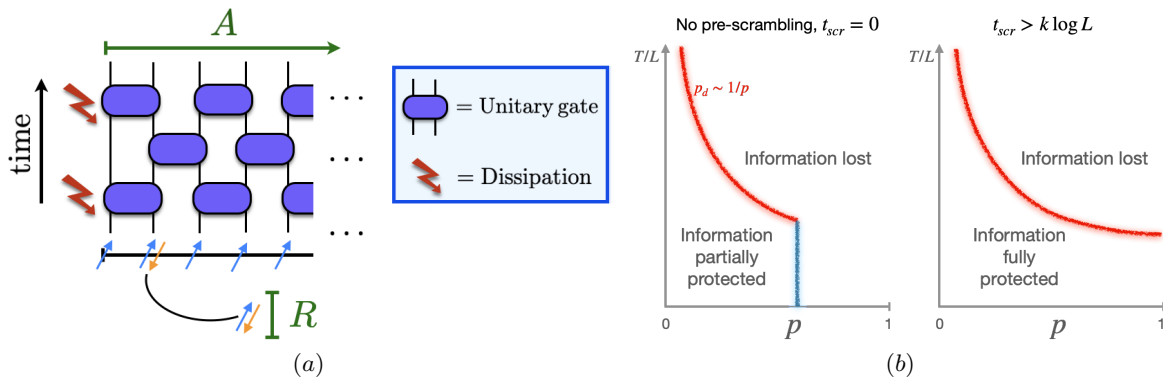 A
time
...
...
...
R
= Unitary gate
= Dissipation
(a)
No pre-scrambling, t_scr = 0
T/L
p_d ~ 1/p
Information lost
Information
partially
protected
0
p
1
t_scr > k log L
T/L
Information lost
Information
fully
protected
0
p
1
(b)